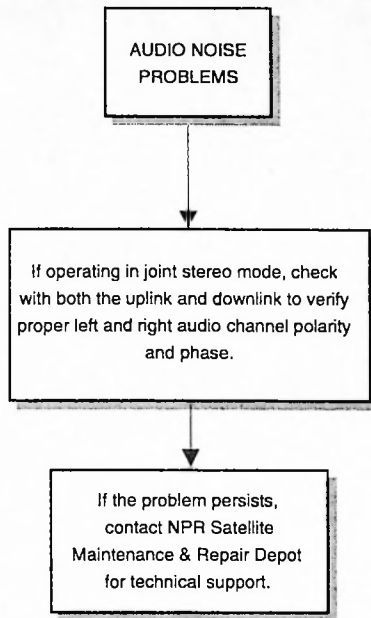 AUDIO NOISE
PROBLEMS
If operating in joint stereo mode, check
with both the uplink and downlink to verify
proper left and right audio channel polarity
and phase.
If the problem persists,
contact NPR Satellite
Maintenance & Repair Depot
for technical support.